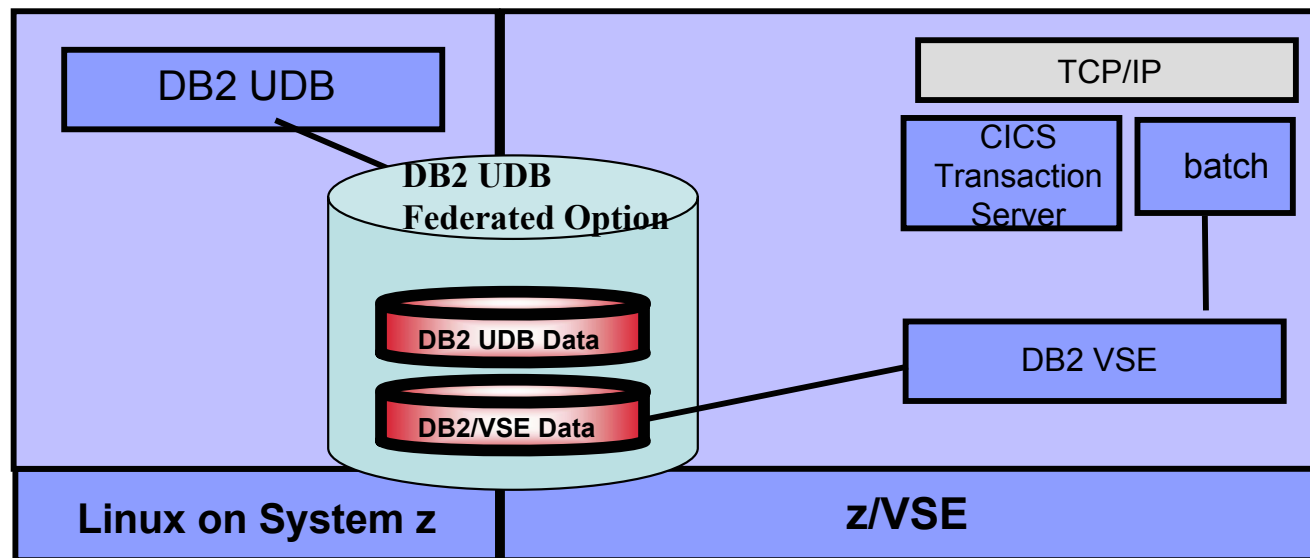 DB2 UDB
TCP/IP
CICS
Transaction
Server
batch
DB2 UDB
Federated Option
DB2 UDB Data
DB2/VSE Data
DB2 VSE
Linux on System z
z/VSE